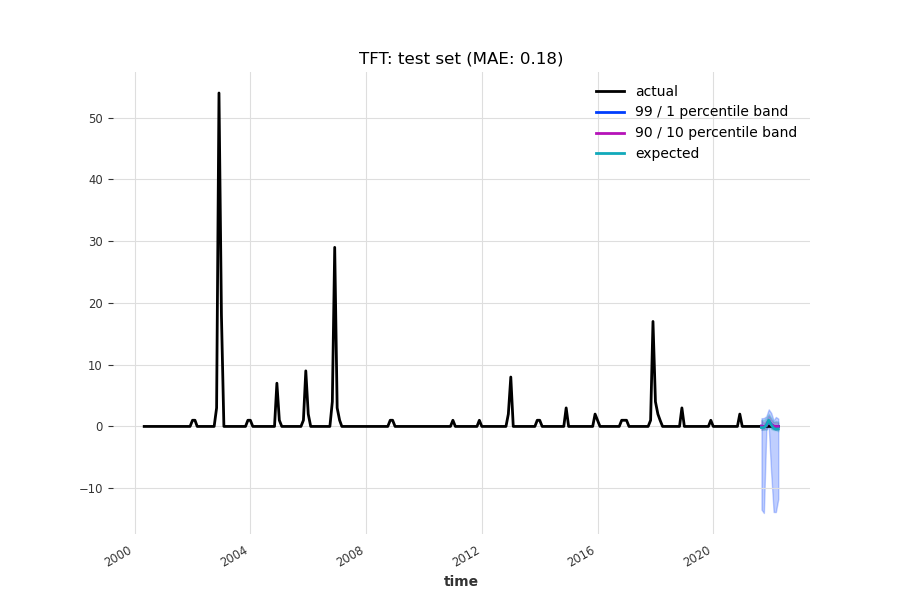 TFT: test set (MAE: 0.18)
actual
99 / 1 percentile band
90 / 10 percentile band
expected
50
40
30
20
10
0
−10
2000
2004
2008
2012
2016
2020
time